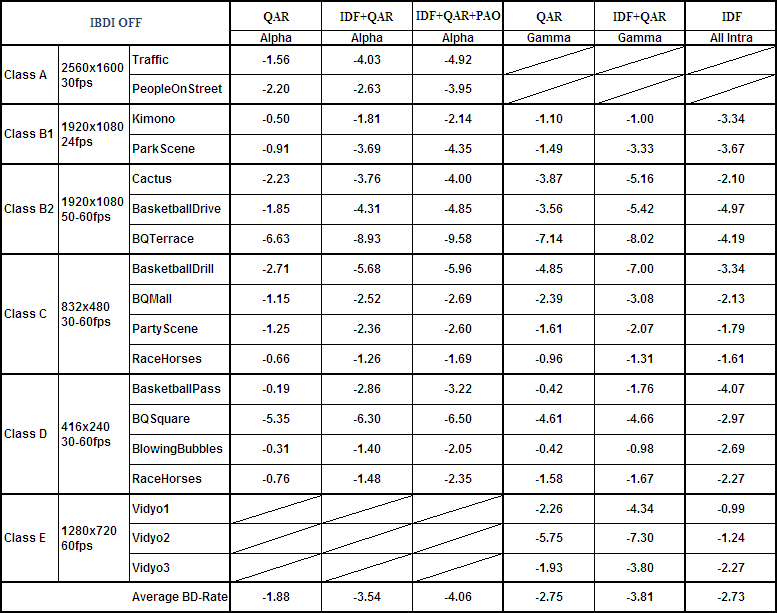 IBDI OFF QAR IDF+QAR IDF+QAR+PAO QAR IDF+QAR IDF
Alpha Alpha Alpha Gamma Gamma All Intra
Class A 2560x1600 30fps Traffic -1.56 -4.03 -4.92
PeopleOnStreet -2.20 -2.63 -3.95
Class B1 1920x1080 24fps Kimono -0.50 -1.81 -2.14 -1.10 -1.00 -3.34
ParkScene -0.91 -3.69 -4.35 -1.49 -3.33 -3.67
Class B2 1920x1080 50-60fps Cactus -2.23 -3.76 -4.00 -3.87 -5.16 -2.10
BasketballDrive -1.85 -4.31 -4.85 -3.56 -5.42 -4.97
BQTerrace -6.63 -8.93 -9.58 -7.14 -8.02 -4.19
Class C 832x480 30-60fps BasketballDrill -2.71 -5.68 -5.96 -4.85 -7.00 -3.34
BQMall -1.15 -2.52 -2.69 -2.39 -3.08 -2.13
PartyScene -1.25 -2.36 -2.60 -1.61 -2.07 -1.79
RaceHorses -0.66 -1.26 -1.69 -0.96 -1.31 -1.61
Class D 416x240 30-60fps BasketballPass -0.19 -2.86 -3.22 -0.42 -1.76 -4.07
BQSquare -5.35 -6.30 -6.50 -4.61 -4.66 -2.97
BlowingBubbles -0.31 -1.40 -2.05 -0.42 -0.98 -2.69
RaceHorses -0.76 -1.48 -2.35 -1.58 -1.67 -2.27
Class E 1280x720 60fps Vidyo1 -2.26 -4.34 -0.99
Vidyo2 -5.75 -7.30 -1.24
Vidyo3 -1.93 -3.80 -2.27
Average BD-Rate -1.88 -3.54 -4.06 -2.75 -3.81 -2.73